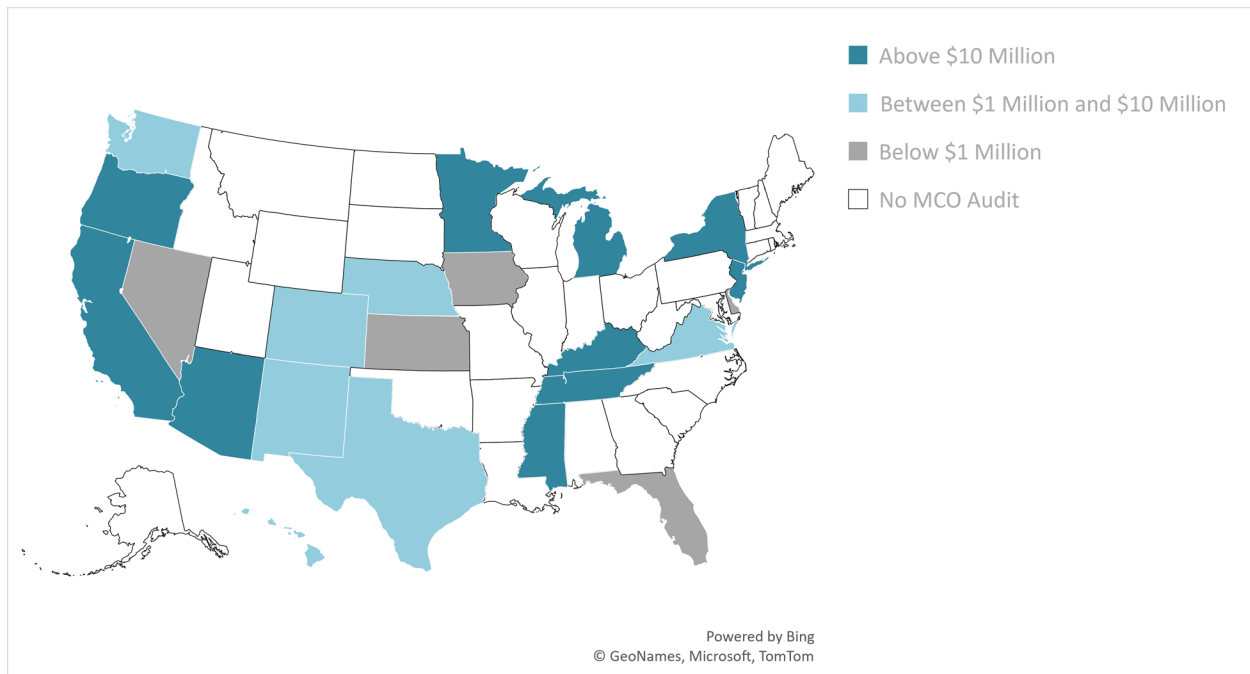 Above $10 Million
Between $1 Million and $10 Million
Below $1 Million
No MCO Audit
Powered by Bing
© GeoNames, Microsoft, TomTom